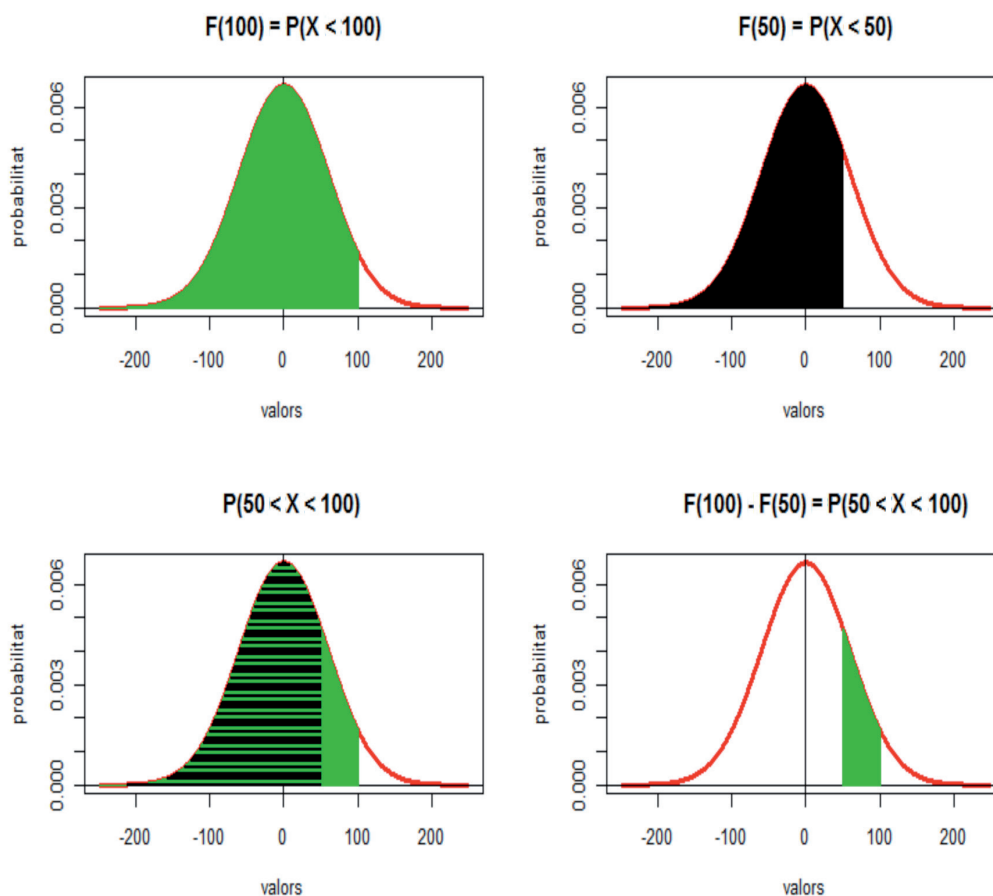 F(100) = P(X < 100)
probabilitat
0.000 0.003 0.006
-200 -100 0 100 200
valors
F(50) = P(X < 50)
probabilitat
0.000 0.003 0.006
-200 -100 0 100 200
valors
P(50 < X < 100)
probabilitat
0.000 0.003 0.006
-200 -100 0 100 200
valors
F(100) - F(50) = P(50 < X < 100)
probabilitat
0.000 0.003 0.006
-200 -100 0 100 200
valors